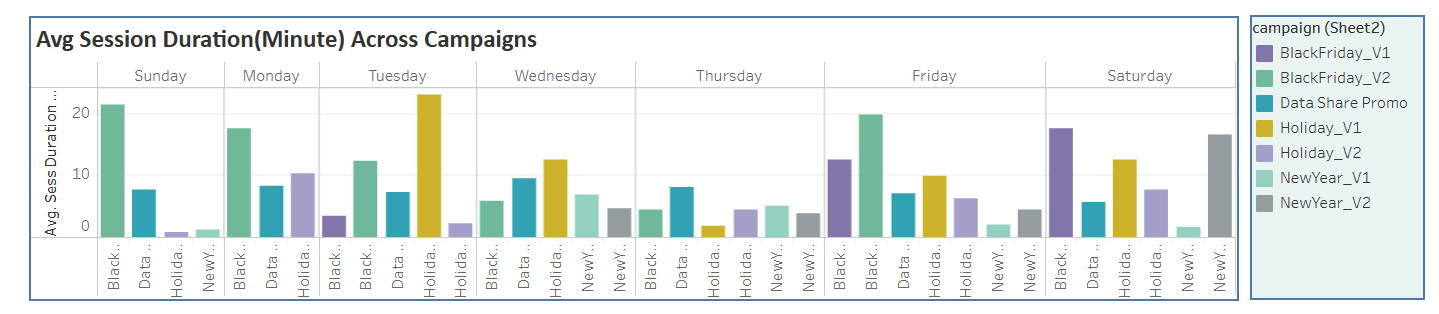 Avg Session Duration(Minute) Across Campaigns
Sunday Monday Tuesday Wednesday Thursday Friday Saturday
Avg. Sess Duration ...
20
10
0
Black..
Data ..
Holida..
NewY..
Black..
Data ..
Holida..
Black..
Black..
Data ..
Holida..
Holida..
Black..
Data ..
Holida..
NewY..
NewY..
Black..
Data ..
Holida..
Holida..
NewY..
NewY..
Black..
Black..
Data ..
Holida..
Holida..
NewY..
NewY..
Black..
Data ..
Holida..
Holida..
NewY..
NewY..
campaign (Sheet2)
BlackFriday_V1
BlackFriday_V2
Data Share Promo
Holiday_V1
Holiday_V2
NewYear_V1
NewYear_V2